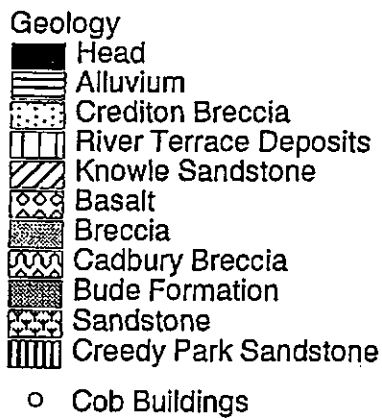 Geology
Head
Alluvium
Crediton Breccia
River Terrace Deposits
Knowle Sandstone
Basalt
Breccia
Cadbury Breccia
Bude Formation
Sandstone
Creedy Park Sandstone
Cob Buildings